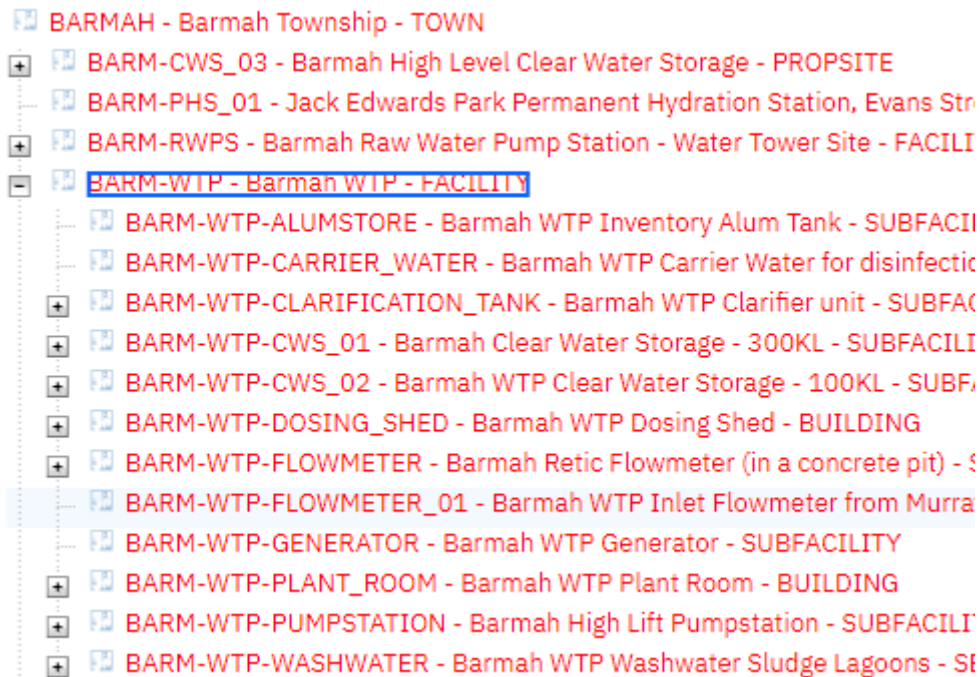 BARMAH - Barmah Township - TOWN
BARM-CWS_03 - Barmah High Level Clear Water Storage - PROPSITE
BARM-PHS_01 - Jack Edwards Park Permanent Hydration Station, Evans Str
BARM-RWPS - Barmah Raw Water Pump Station - Water Tower Site - FACILI
BARM-WTP - Barmah WTP - FACILITY
BARM-WTP-ALUMSTORE - Barmah WTP Inventory Alum Tank - SUBFACIL
BARM-WTP-CARRIER_WATER - Barmah WTP Carrier Water for disinfectio
BARM-WTP-CLARIFICATION_TANK - Barmah WTP Clarifier unit - SUBFAC
BARM-WTP-CWS_01 - Barmah Clear Water Storage - 300KL - SUBFACILI
BARM-WTP-CWS_02 - Barmah WTP Clear Water Storage - 100KL - SUBFA
BARM-WTP-DOSING_SHED - Barmah WTP Dosing Shed - BUILDING
BARM-WTP-FLOWMETER - Barmah Retic Flowmeter (in a concrete pit) - S
BARM-WTP-FLOWMETER_01 - Barmah WTP Inlet Flowmeter from Murra
BARM-WTP-GENERATOR - Barmah WTP Generator - SUBFACILITY
BARM-WTP-PLANT_ROOM - Barmah WTP Plant Room - BUILDING
BARM-WTP-PUMPSTATION - Barmah High Lift Pumpstation - SUBFACILI
BARM-WTP-WASHWATER - Barmah WTP Washwater Sludge Lagoons - SE